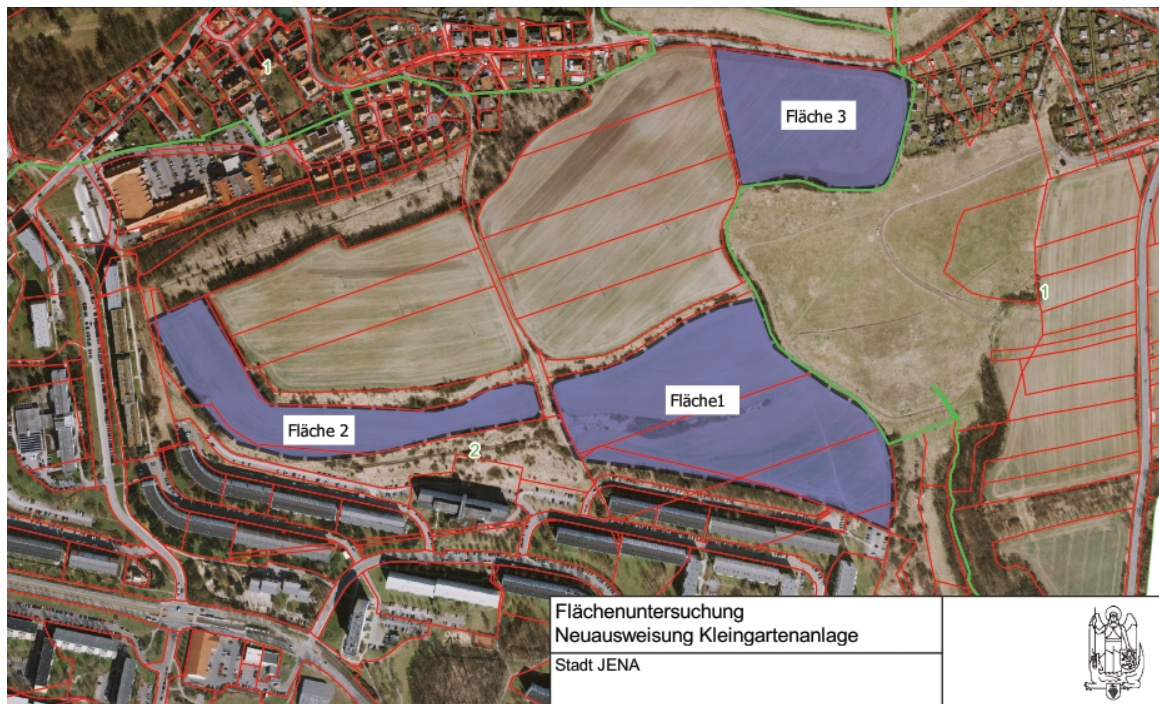 1
Fläche 3
1
Fläche1
Fläche 2
2
Flächenuntersuchung
Neuausweisung Kleingartenanlage
Stadt JENA